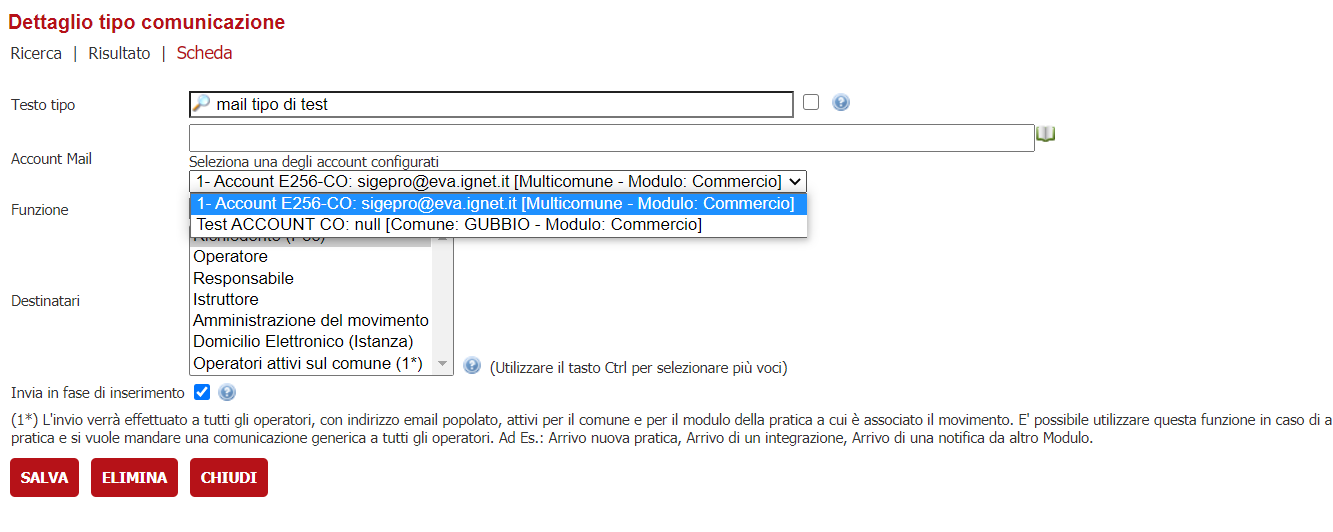 Dettaglio tipo comunicazione
Ricerca | Risultato | Scheda
Testo tipo mail tipo di test
Account Mail
Seleziona una degli account configurati
1- Account E256-CO: sigepro@eva.ignet.it [Multicomune - Modulo: Commercio]
1- Account E256-CO: sigepro@eva.ignet.it [Multicomune - Modulo: Commercio]
Funzione
Test ACCOUNT CO: null [Comune: GUBBIO - Modulo: Commercio]
Operatore
Responsabile
Destinatari
Istruttore
Amministrazione del movimento
Domicilio Elettronico (Istanza)
Operatori attivi sul comune (1*)
(Utilizzare il tasto Ctrl per selezionare più voci)
Invia in fase di inserimento
(1*) L'invio verrà effettuato a tutti gli operatori, con indirizzo email popolato, attivi per il comune e per il modulo della pratica a cui è associato il movimento. E' possibile utilizzare questa funzione in caso di a
pratica e si vuole mandare una comunicazione generica a tutti gli operatori. Ad Es.: Arrivo nuova pratica, Arrivo di un integrazione, Arrivo di una notifica da altro Modulo.
SALVA ELIMINA CHIUDI